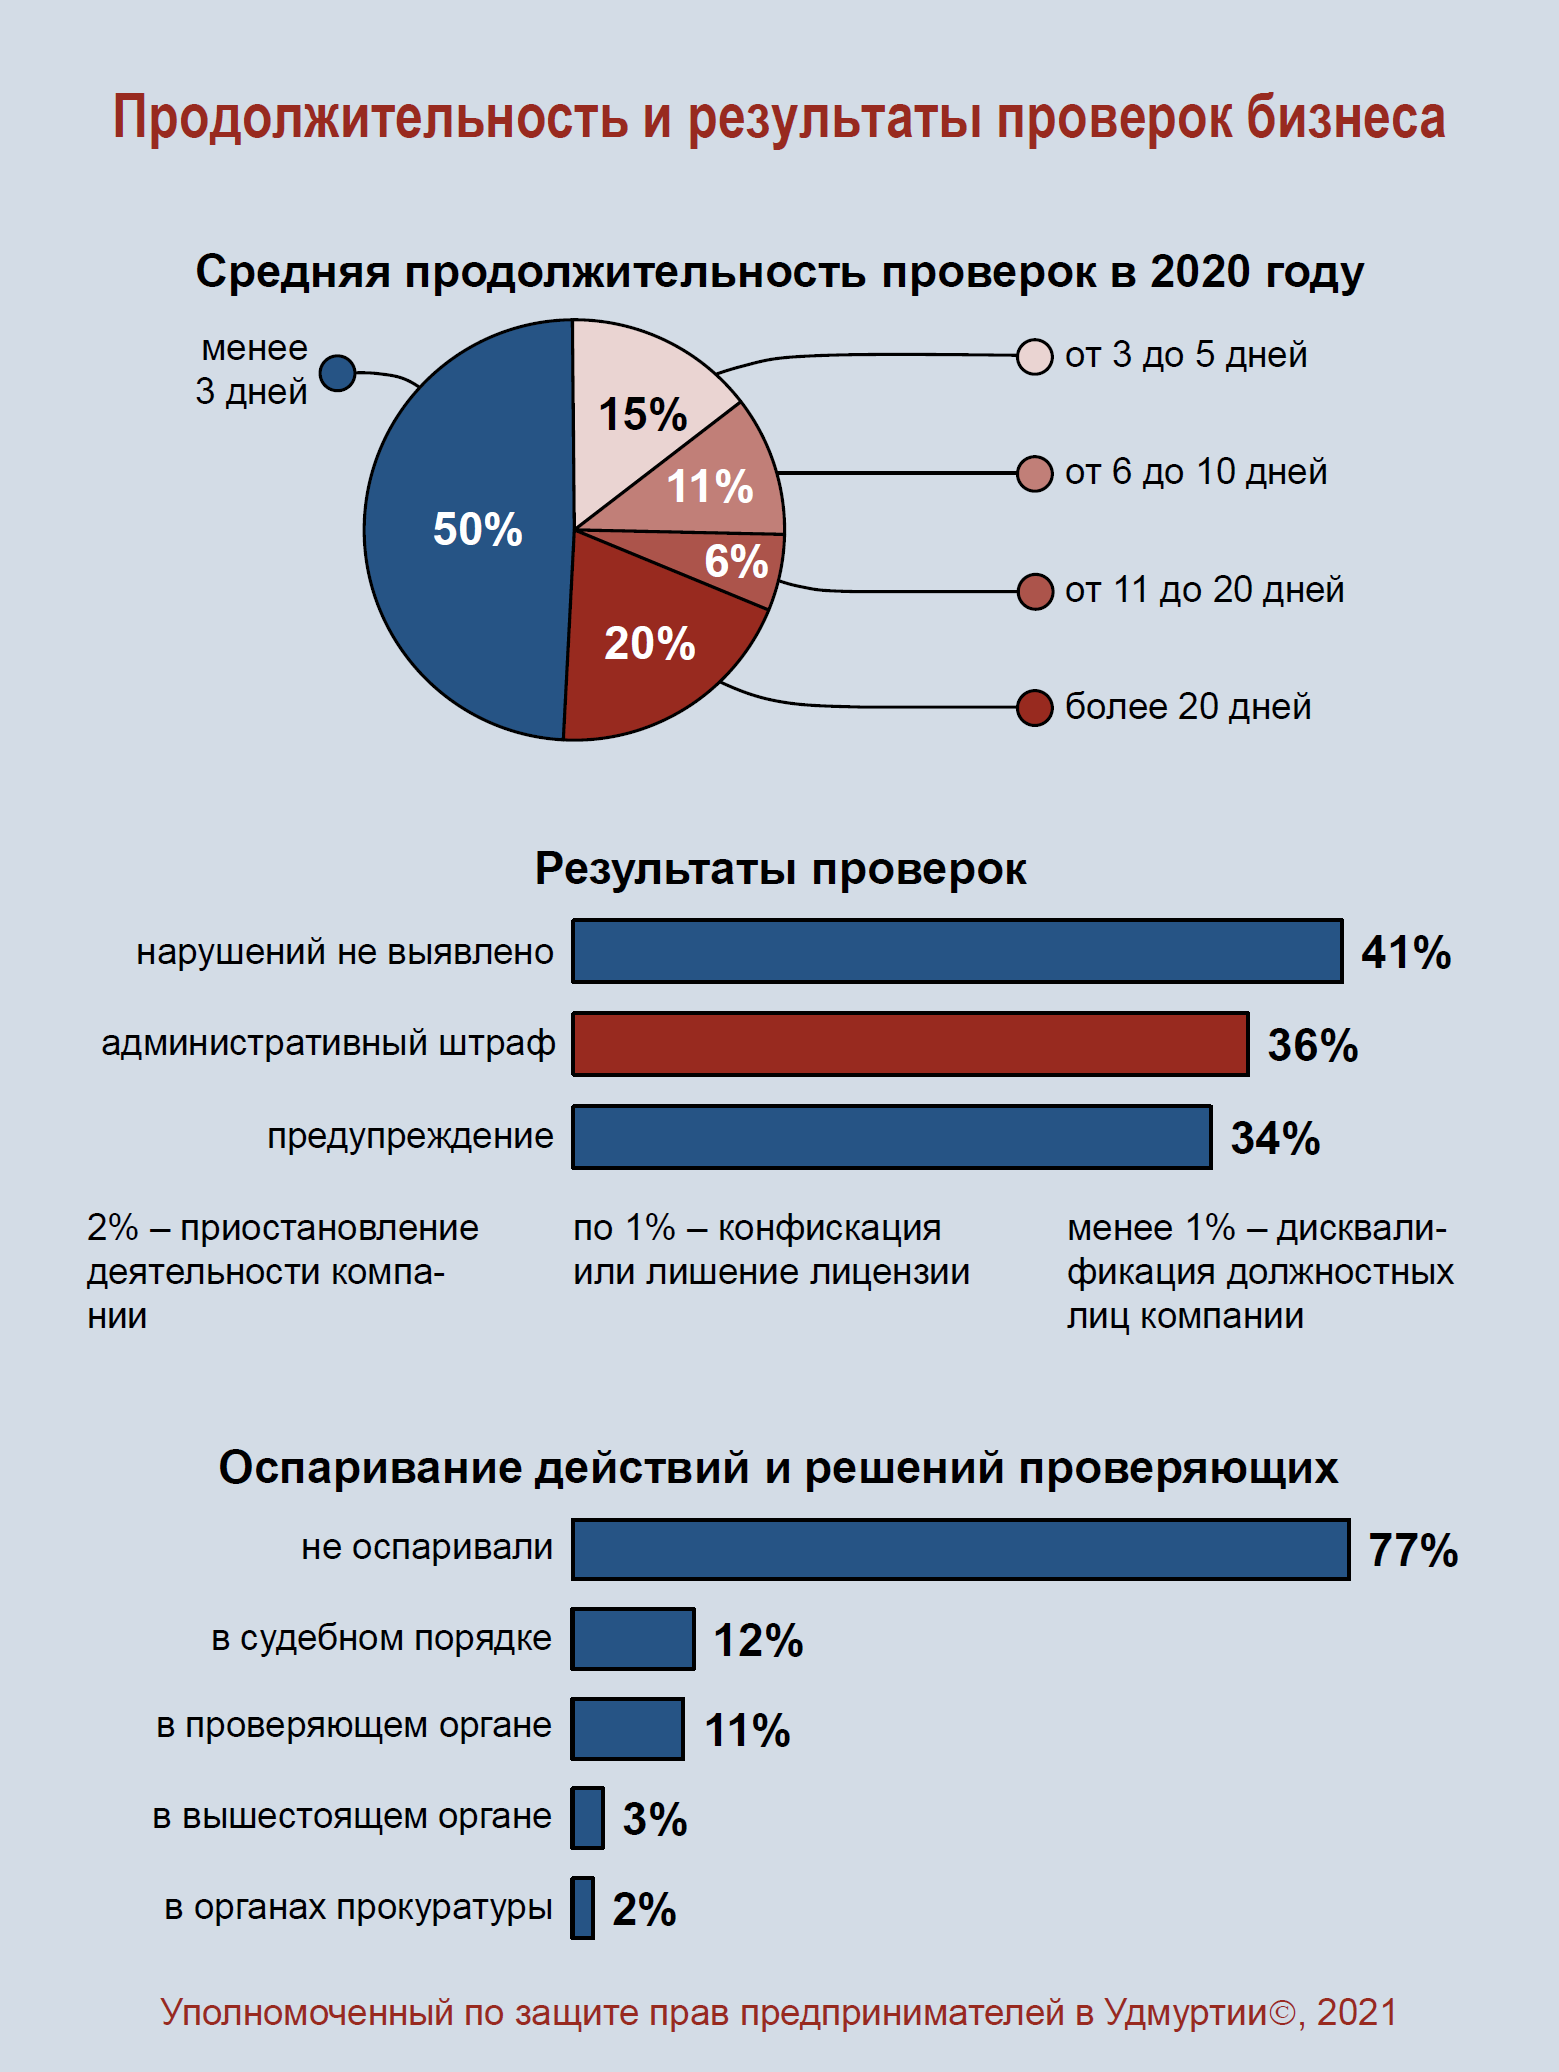 Продолжительность и результаты проверок бизнеса
Средняя продолжительность проверок в 2020 году
менее
3 дней
от 3 до 5 дней
15%
от 6 до 10 дней
11%
50%
6%
от 11 до 20 дней
20%
более 20 дней
Результаты проверок
нарушений не выявлено 41%
административный штраф 36%
предупреждение 34%
2% – приостановление
деятельности компа-
нии
по 1% – конфискация
или лишение лицензии
менее 1% – дисквали-
фикация должностных
лиц компании
Оспаривание действий и решений проверяющих
не оспаривали 77%
в судебном порядке 12%
в проверяющем органе 11%
в вышестоящем органе 3%
в органах прокуратуры 2%
Уполномоченный по защите прав предпринимателей в Удмуртии©, 2021